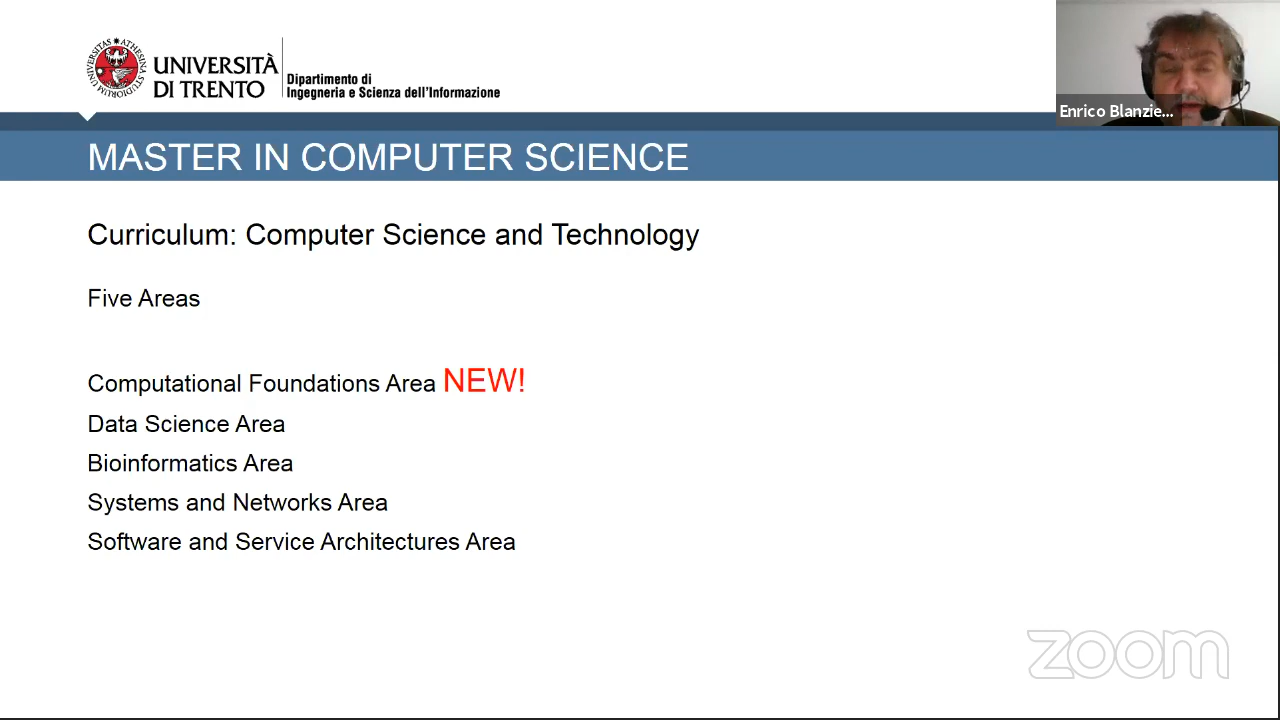 UNIVERSITÀ
DI TRENTO
Dipartimento di
Ingegneria e Scienza dell'Informazione
Enrico Blanzie...
MASTER IN COMPUTER SCIENCE
Curriculum: Computer Science and Technology
Five Areas
Computational Foundations Area NEW!
Data Science Area
Bioinformatics Area
Systems and Networks Area
Software and Service Architectures Area
zoom